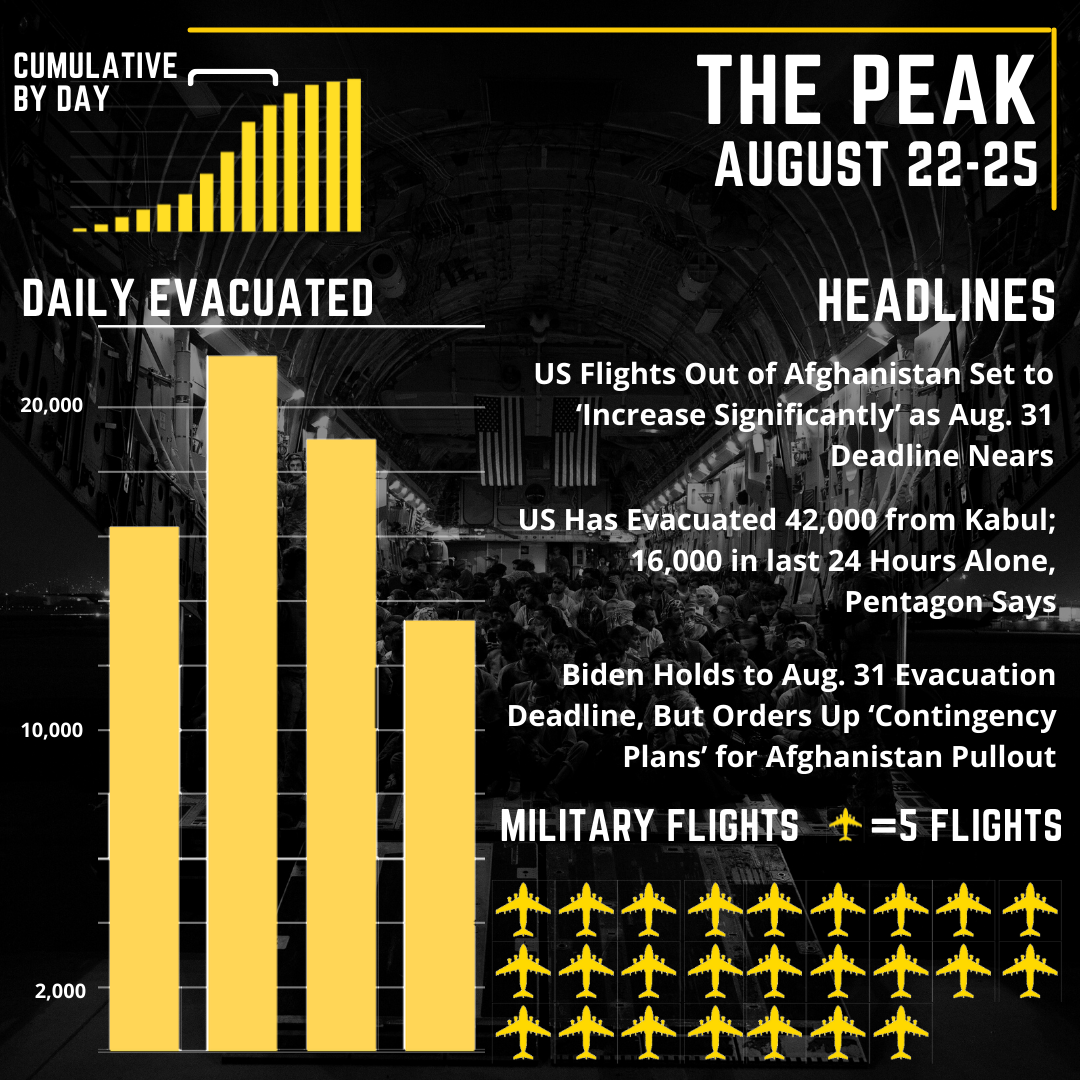 CUMULATIVE
BY DAY
THE PEAK
AUGUST 22-25
DAILY EVACUATED
20,000
10,000
2,000
HEADLINES
US Flights Out of Afghanistan Set to
‘Increase Significantly’ as Aug. 31
Deadline Nears
US Has Evacuated 42,000 from Kabul;
16,000 in last 24 Hours Alone,
Pentagon Says
Biden Holds to Aug. 31 Evacuation
Deadline, But Orders Up ‘Contingency
Plans’ for Afghanistan Pullout
MILITARY FLIGHTS =5 FLIGHTS